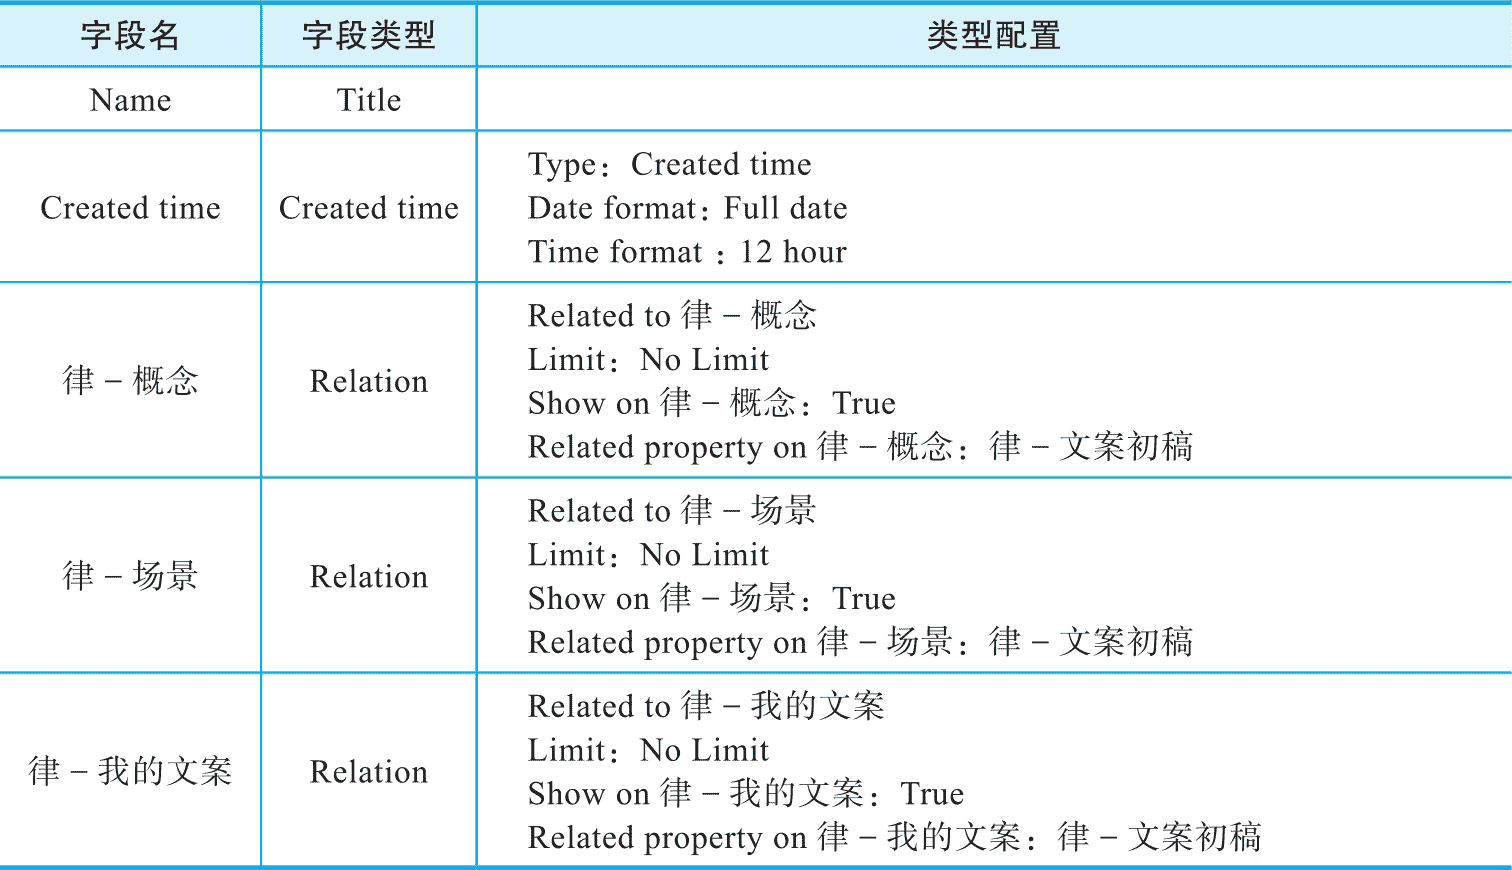 字段名 字段类型 类型配置
Name Title
Created time Created time
Type：Created time
Date format：Full date
Time format ：12 hour
律 – 概念 Relation
Related to 律 – 概念
Limit：No Limit
Show on 律 – 概念：True
Related property on 律 – 概念：律 – 文案初稿
律 – 场景 Relation
Related to 律 – 场景
Limit：No Limit
Show on 律 – 场景：True
Related property on 律 – 场景：律 – 文案初稿
律 – 我的文案 Relation
Related to 律 – 我的文案
Limit：No Limit
Show on 律 – 我的文案：True
Related property on 律 – 我的文案：律 – 文案初稿